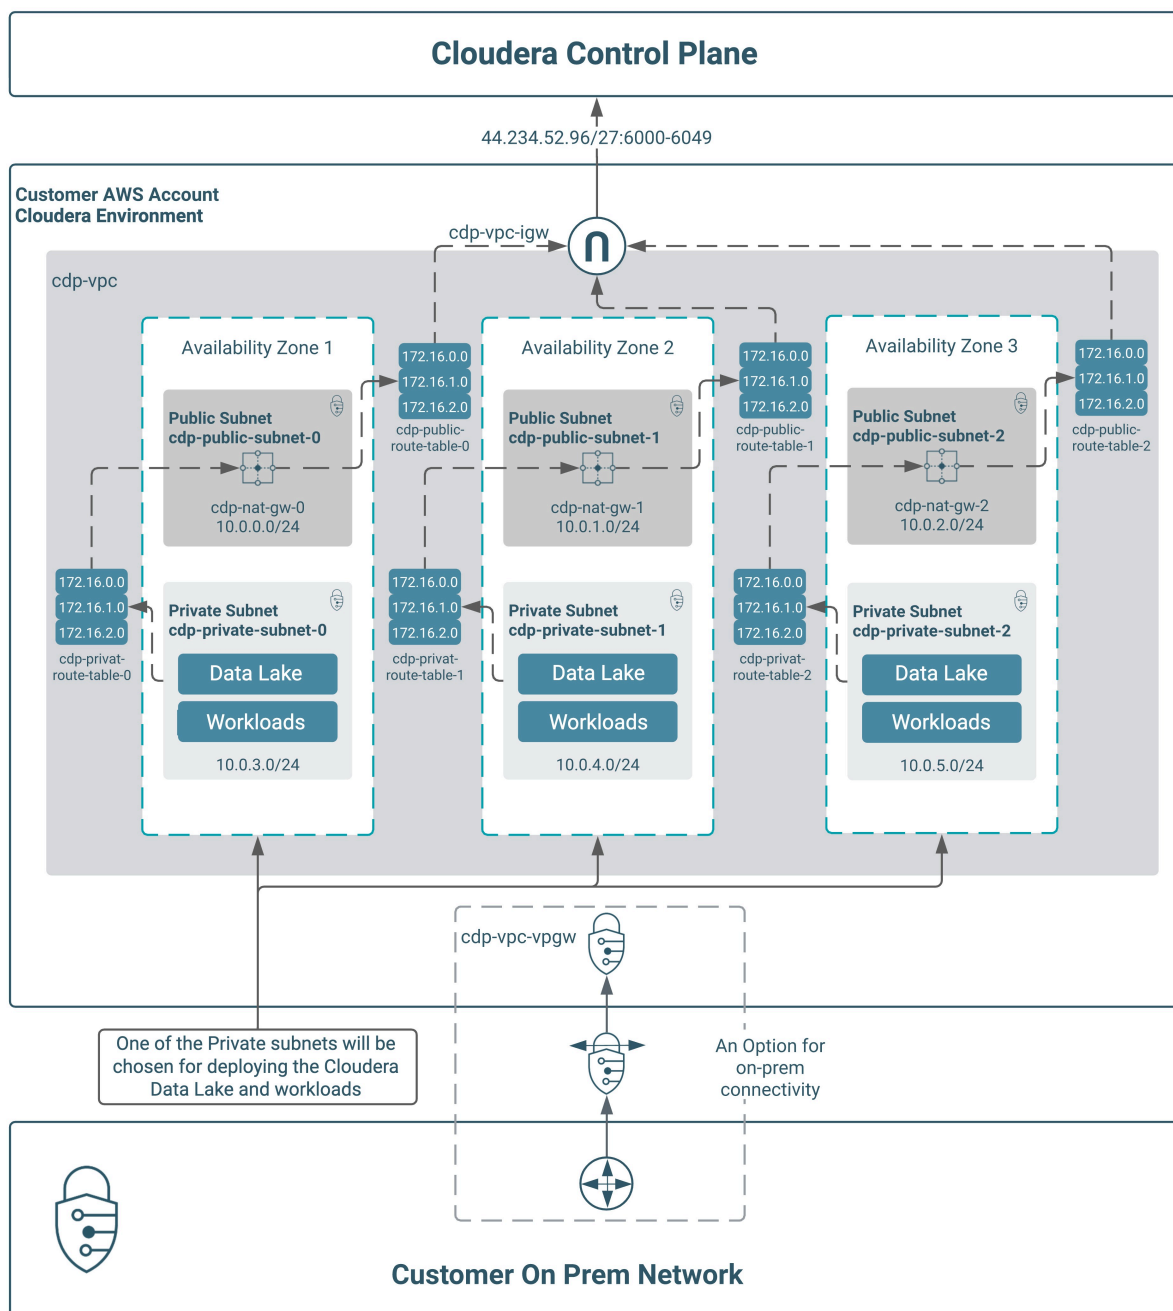 Cloudera Control Plane
44.234.52.96/27:6000-6049
Customer AWS Account
Cloudera Environment
cdp-vpc-igw
cdp-vpc
Availability Zone 1
Public Subnet
cdp-public-subnet-0
cdp-nat-gw-0
10.0.0.0/24
172.16.0.0
172.16.1.0
172.16.2.0
cdp-public-
route-table-0
172.16.0.0
172.16.1.0
172.16.2.0
cdp-privat-
route-table-0
Private Subnet
cdp-private-subnet-0
Data Lake
Workloads
10.0.3.0/24
Availability Zone 2
Public Subnet
cdp-public-subnet-1
cdp-nat-gw-1
10.0.1.0/24
172.16.0.0
172.16.1.0
172.16.2.0
cdp-public-
route-table-1
172.16.0.0
172.16.1.0
172.16.2.0
cdp-privat-
route-table-1
Private Subnet
cdp-private-subnet-1
Data Lake
Workloads
10.0.4.0/24
Availability Zone 3
Public Subnet
cdp-public-subnet-2
cdp-nat-gw-2
10.0.2.0/24
172.16.0.0
172.16.1.0
172.16.2.0
cdp-public-
route-table-2
172.16.0.0
172.16.1.0
172.16.2.0
cdp-privat-
route-table-2
Private Subnet
cdp-private-subnet-2
Data Lake
Workloads
10.0.5.0/24
cdp-vpc-vpgw
One of the Private subnets will be
chosen for deploying the Cloudera
Data Lake and workloads
An Option for
on-prem
connectivity
Customer On Prem Network